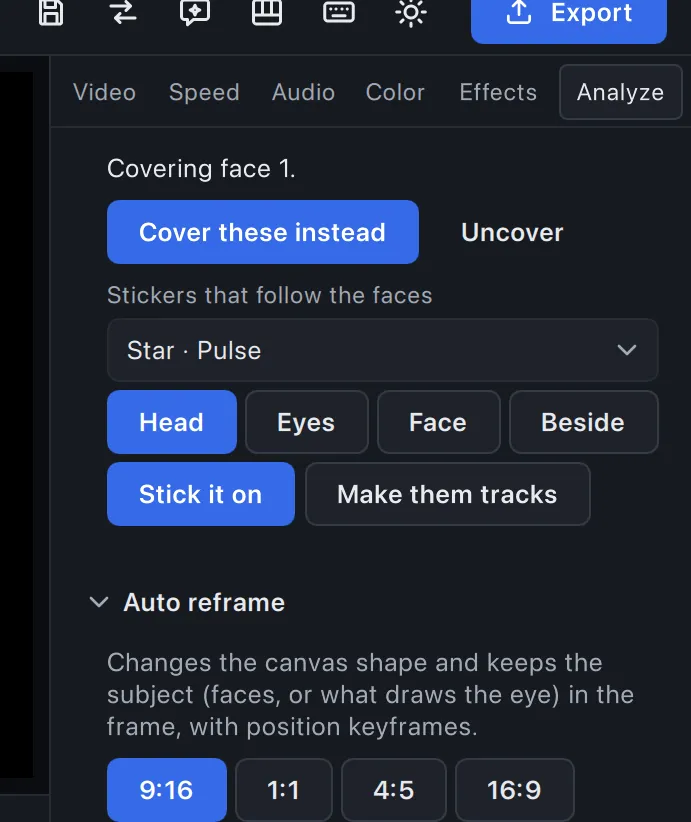 Export
Video Speed Audio Color Effects Analyze
Covering face 1.
Cover these instead Uncover
Stickers that follow the faces
Star · Pulse
Head Eyes Face Beside
Stick it on Make them tracks
Auto reframe
Changes the canvas shape and keeps the
subject (faces, or what draws the eye) in the
frame, with position keyframes.
9:16 1:1 4:5 16:9